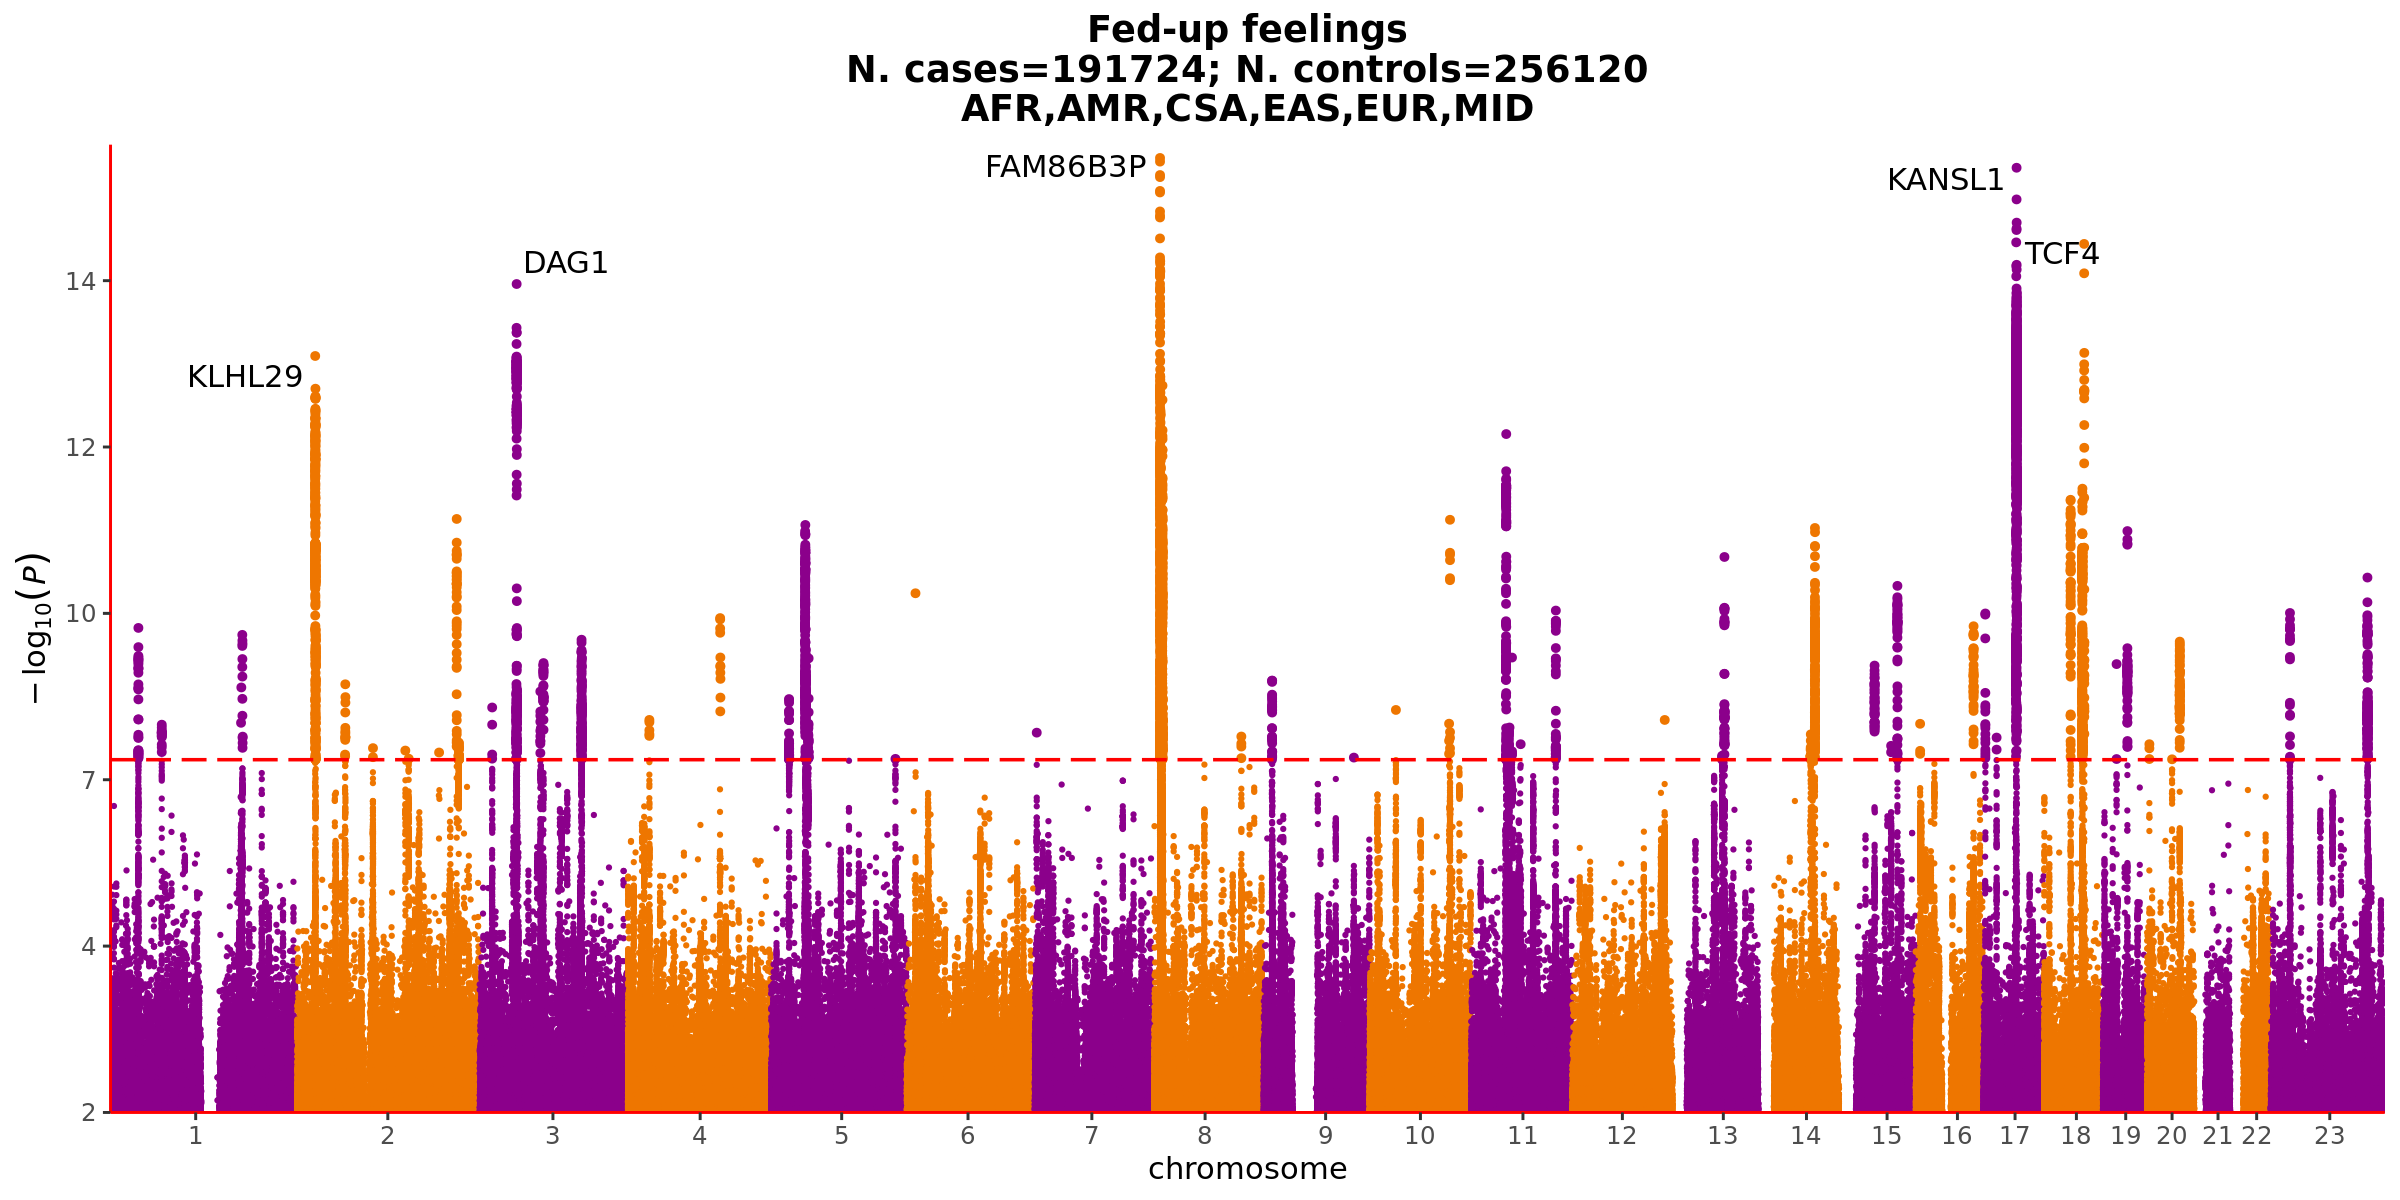 Fed-up feelings
N. cases=191724; N. controls=256120
AFR,AMR,CSA,EAS,EUR,MID
FAM86B3P
KANSL1
TCF4
DAG1
KLHL29
14
12
10
7
4
2
−log10(P)
1 2 3 4 5 6 7 8 9 10 11 12 13 14 15 16 17 18 19 20 21 22 23
chromosome